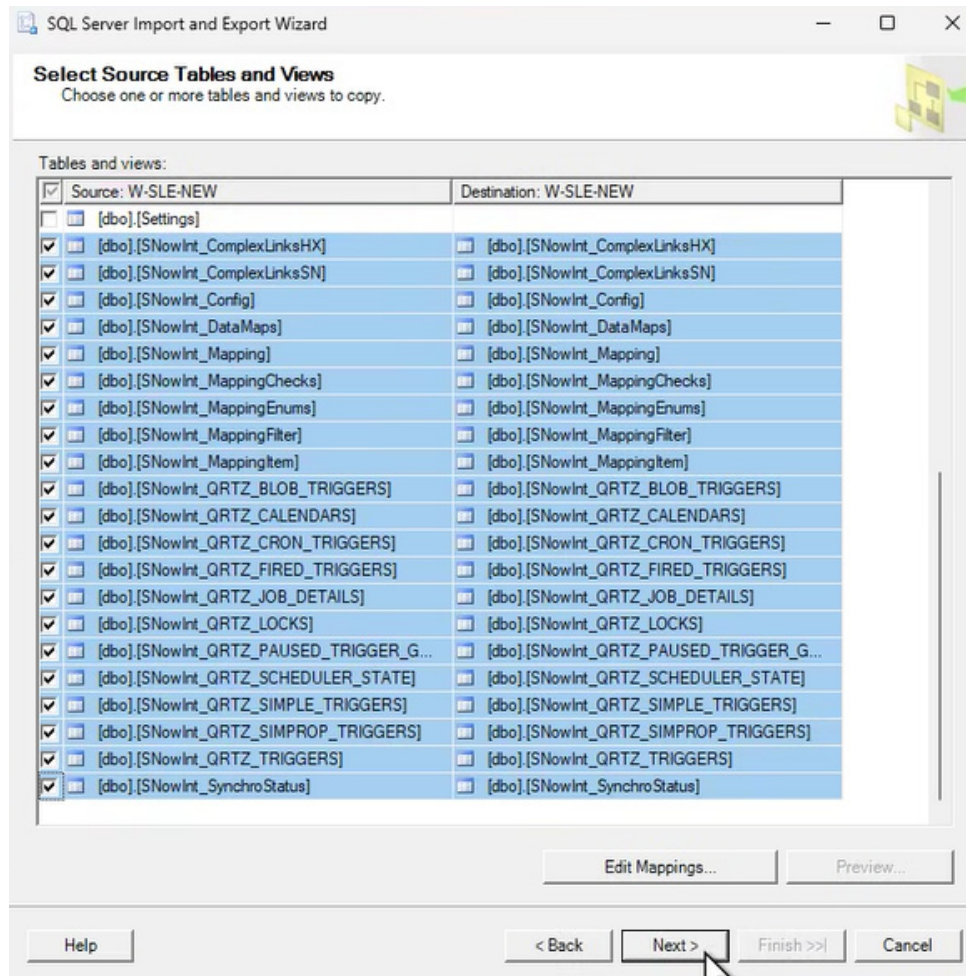 SQL Server Import and Export Wizard
Select Source Tables and Views
Choose one or more tables and views to copy.
Tables and views:
Source: W-SLE-NEW Destination: W-SLE-NEW
[dbo].[Settings]
[dbo].[SNowInt_ComplexLinksHX] [dbo].[SNowInt_ComplexLinksHX]
[dbo].[SNowInt_ComplexLinksSN] [dbo].[SNowInt_ComplexLinksSN]
[dbo].[SNowInt_Config] [dbo].[SNowInt_Config]
[dbo].[SNowInt_DataMaps] [dbo].[SNowInt_DataMaps]
[dbo].[SNowInt_Mapping] [dbo].[SNowInt_Mapping]
[dbo].[SNowInt_MappingChecks] [dbo].[SNowInt_MappingChecks]
[dbo].[SNowInt_MappingEnums] [dbo].[SNowInt_MappingEnums]
[dbo].[SNowInt_MappingFilter] [dbo].[SNowInt_MappingFilter]
[dbo].[SNowInt_MappingItem] [dbo].[SNowInt_MappingItem]
[dbo].[SNowInt_QRTZ_BLOB_TRIGGERS] [dbo].[SNowInt_QRTZ_BLOB_TRIGGERS]
[dbo].[SNowInt_QRTZ_CALENDARS] [dbo].[SNowInt_QRTZ_CALENDARS]
[dbo].[SNowInt_QRTZ_CRON_TRIGGERS] [dbo].[SNowInt_QRTZ_CRON_TRIGGERS]
[dbo].[SNowInt_QRTZ_FIRED_TRIGGERS] [dbo].[SNowInt_QRTZ_FIRED_TRIGGERS]
[dbo].[SNowInt_QRTZ_JOB_DETAILS] [dbo].[SNowInt_QRTZ_JOB_DETAILS]
[dbo].[SNowInt_QRTZ_LOCKS] [dbo].[SNowInt_QRTZ_LOCKS]
[dbo].[SNowInt_QRTZ_PAUSED_TRIGGER_G... [dbo].[SNowInt_QRTZ_PAUSED_TRIGGER_G...
[dbo].[SNowInt_QRTZ_SCHEDULER_STATE] [dbo].[SNowInt_QRTZ_SCHEDULER_STATE]
[dbo].[SNowInt_QRTZ_SIMPLE_TRIGGERS] [dbo].[SNowInt_QRTZ_SIMPLE_TRIGGERS]
[dbo].[SNowInt_QRTZ_SIMPROP_TRIGGERS] [dbo].[SNowInt_QRTZ_SIMPROP_TRIGGERS]
[dbo].[SNowInt_QRTZ_TRIGGERS] [dbo].[SNowInt_QRTZ_TRIGGERS]
[dbo].[SNowInt_SynchroStatus] [dbo].[SNowInt_SynchroStatus]
Edit Mappings... Preview...
Help < Back Next > Finish >>| Cancel